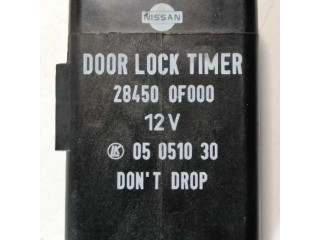 NISSAN
DOOR LOCK TIMER
28450 0F000
12 V
05 0510 30
DON'T DROP